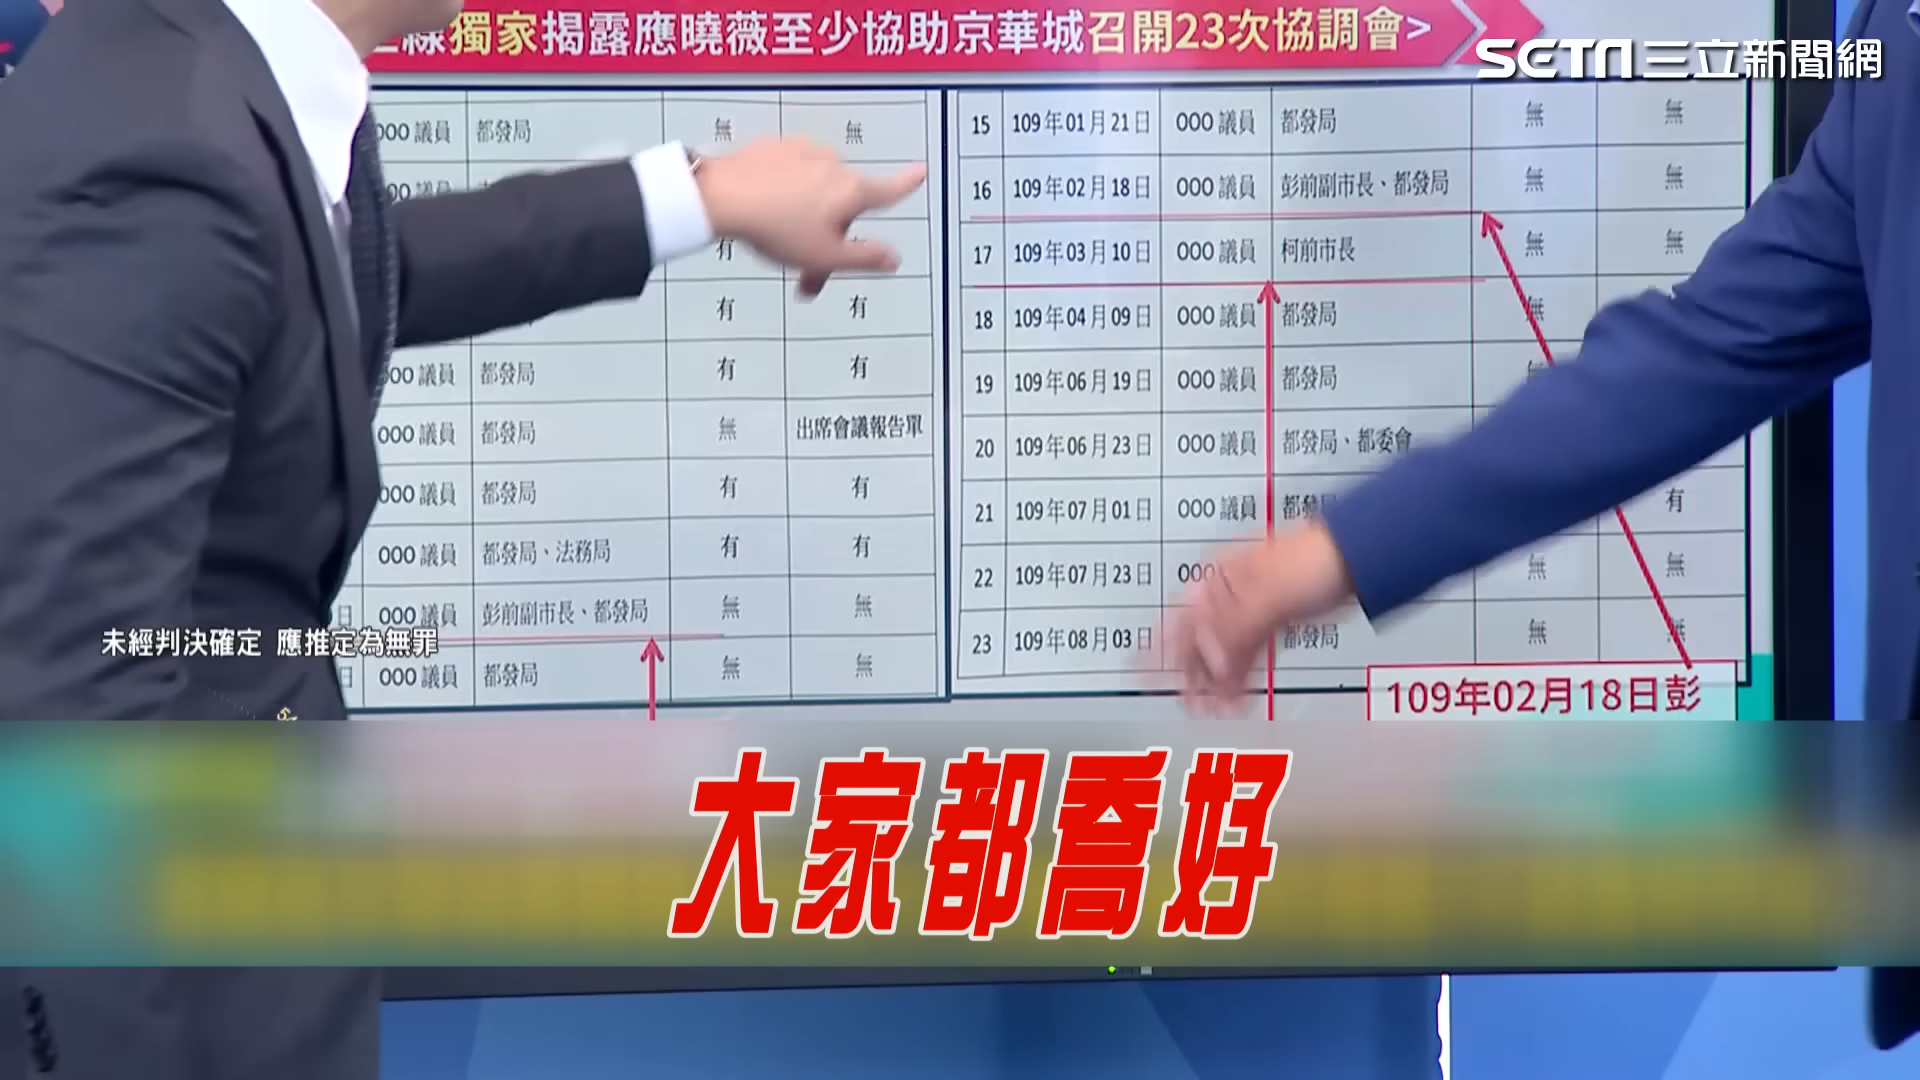 獨家揭露應曉薇至少協助京華城召開23次協調會>
SETN三立新聞網
000議員 都發局 無 無
有
有 有
000議員 都發局 有 有
000議員 都發局 無 出席會議報告單
000議員 都發局 有 有
000議員 都發局、法務局 有 有
日 000議員 彭前副市長、都發局 無 無
日 000議員 都發局 無 無
15 109年01月21日 000議員 都發局 無 無
16 109年02月18日 000議員 彭前副市長、都發局 無 無
17 109年03月10日 000議員 柯前市長 無 無
18 109年04月09日 000議員 都發局 無
19 109年06月19日 000議員 都發局 無
20 109年06月23日 000議員 都發局、都委會
21 109年07月01日 000議員 都發 有
22 109年07月23日 000 無 無
23 109年08月03日 都發局 無 無
109年02月18日彭
未經判決確定 應推定為無罪
大家都喬好